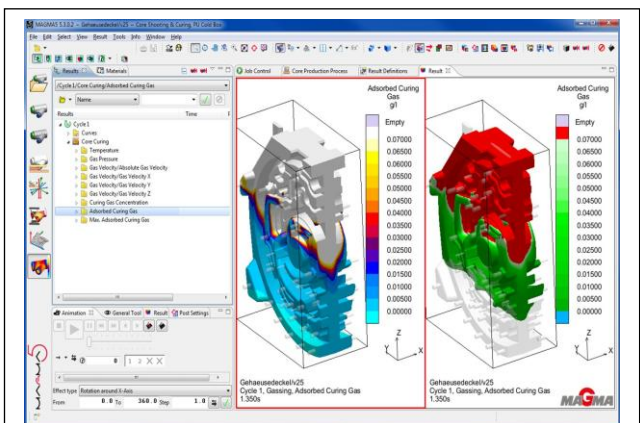 MAGMA5 5.3.0.2 - Gehaeusedeckel/v25 - Core Shooting & Curing, PU Cold Box
File Edit Select View Result Tools Info Window Help
Results Materials
Job Control Core Production Process Result Definitions Result
/Cycle 1/Core Curing/Adsorbed Curing Gas
Name
Results Time
Cycle 1
Curves
Core Curing
Temperature
Gas Pressure
Gas Velocity/Absolute Gas Velocity
Gas Velocity/Gas Velocity X
Gas Velocity/Gas Velocity Y
Gas Velocity/Gas Velocity Z
Curing Gas Concentration
Adsorbed Curing Gas
Max. Adsorbed Curing Gas
Animation General Tool Result Post Settings
0 1 2
Effect type Rotation around X-Axis
From 0.0 To 360.0 Step 1.0
Adsorbed Curing
Gas
g/l
Empty
0.07000
0.06500
0.06000
0.05500
0.05000
0.04500
0.04000
0.03500
0.03000
0.02500
0.02000
0.01500
0.01000
0.00500
0.00000
Z
Y X
Gehaeusedeckel/v25
Cycle 1, Gassing, Adsorbed Curing Gas
1.350s
Adsorbed Curing
Gas
g/l
Empty
0.07000
0.06500
0.06000
0.05500
0.05000
0.04500
0.04000
0.03500
0.03000
0.02500
0.02000
0.01500
0.01000
0.00500
0.00000
Z
Y X
Gehaeusedeckel/v25
Cycle 1, Gassing, Adsorbed Curing Gas
1.350s
MAGMA